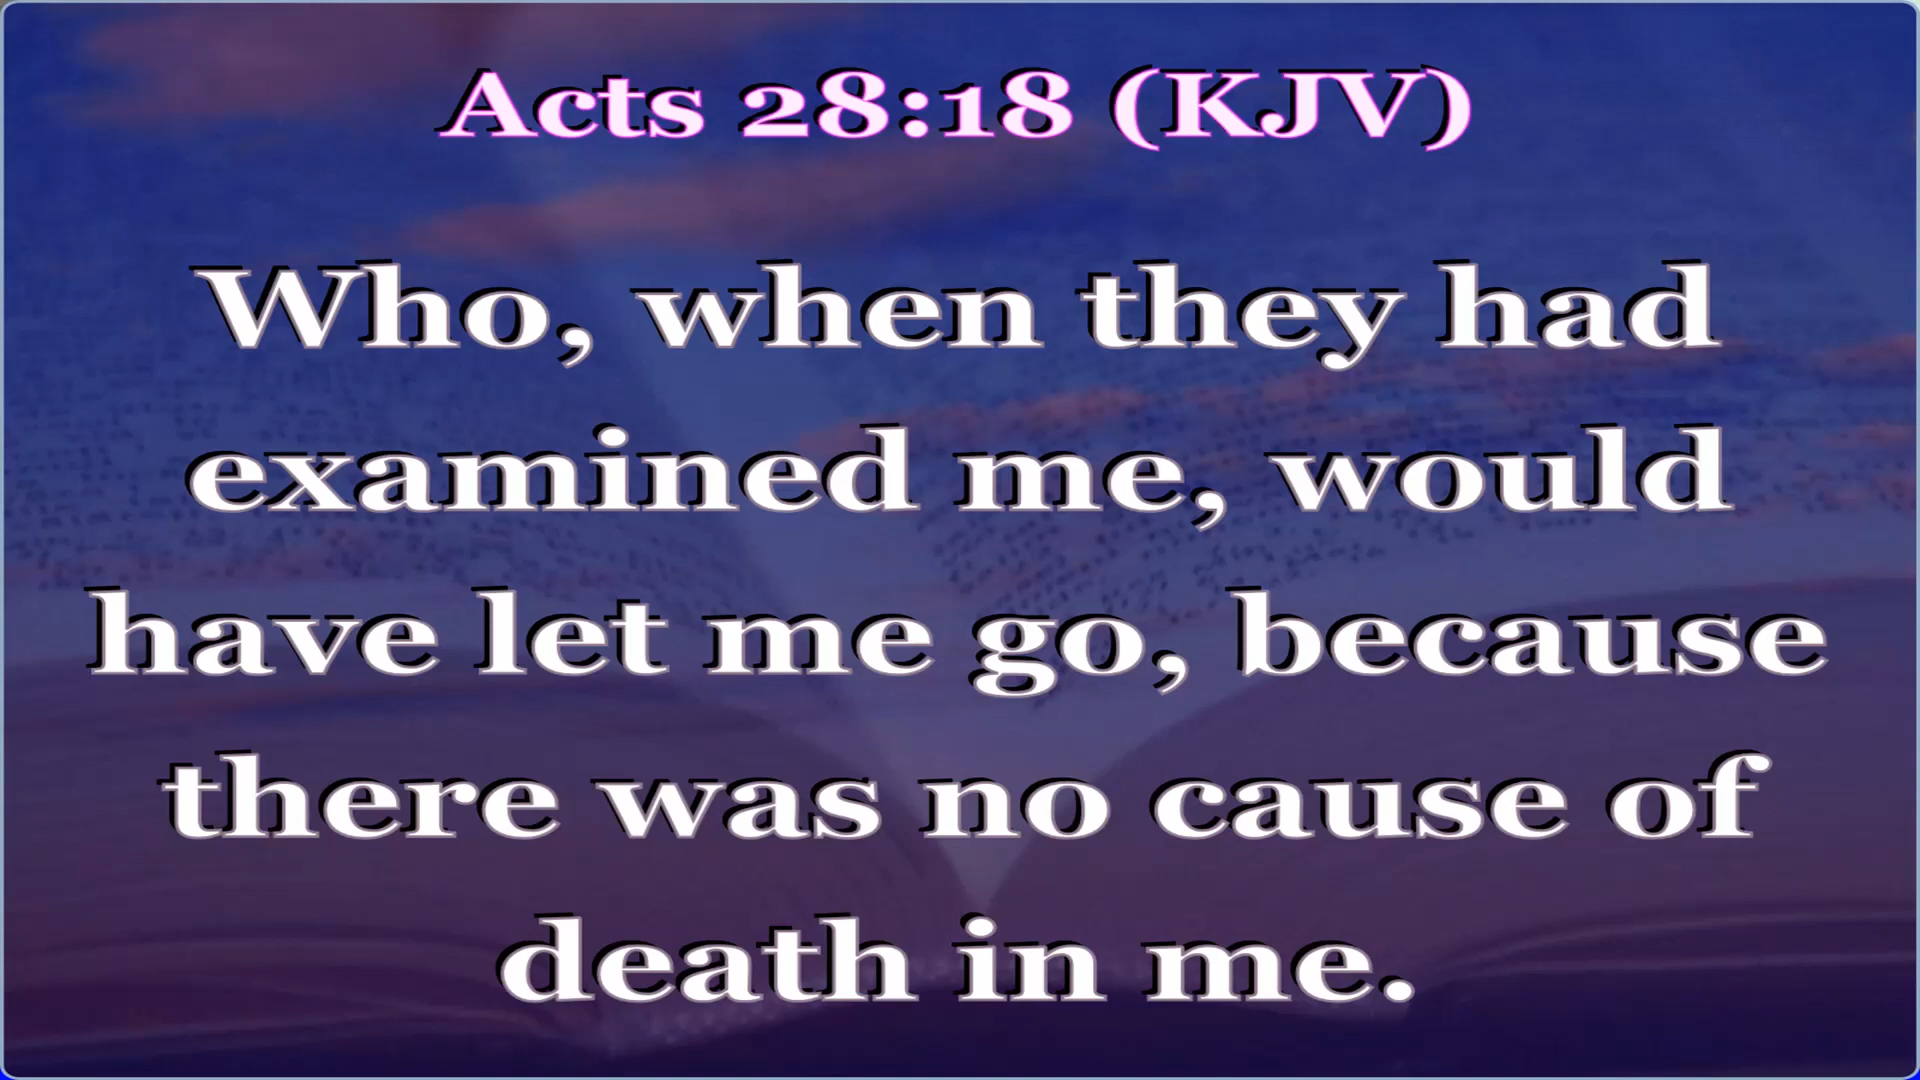 Acts 28:18 (KJV)
Who, when they had
examined me, would
have let me go, because
there was no cause of
death in me.